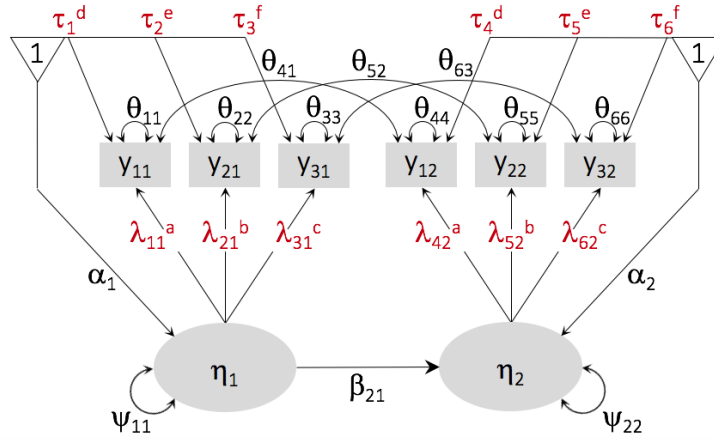 τ₁ᵈ τ₂ᵉ τ₃ᶠ τ₄ᵈ τ₅ᵉ τ₆ᶠ
1 θ₄₁ θ₅₂ θ₆₃ 1
θ₁₁ θ₂₂ θ₃₃ θ₄₄ θ₅₅ θ₆₆
y₁₁ y₂₁ y₃₁ y₁₂ y₂₂ y₃₂
λ₁₁ᵃ λ₂₁ᵇ λ₃₁ᶜ λ₄₂ᵃ λ₅₂ᵇ λ₆₂ᶜ
α₁ α₂
η₁ η₂
β₂₁
ψ₁₁ ψ₂₂